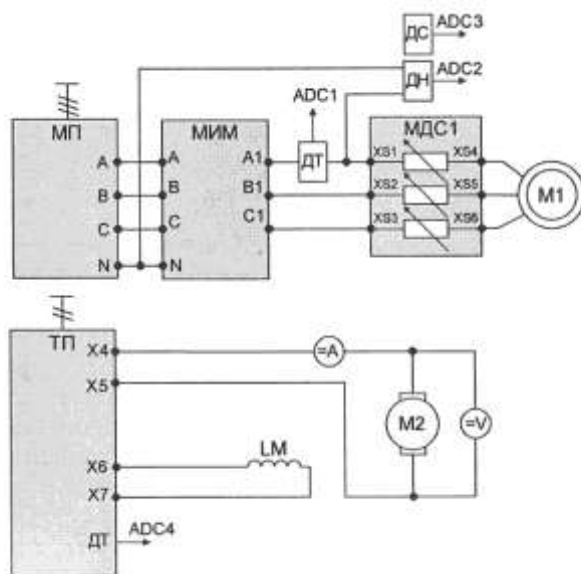 ДС ADC3
ДН ADC2
ADC1
МП МИМ ДТ МДС1
A A A1 XS1 XS4
B B B1 XS2 XS5 M1
C C C1 XS3 XS6
N N
ТП
X4 =A
X5
M2 =V
X6 LM
X7
ДТ ADC4